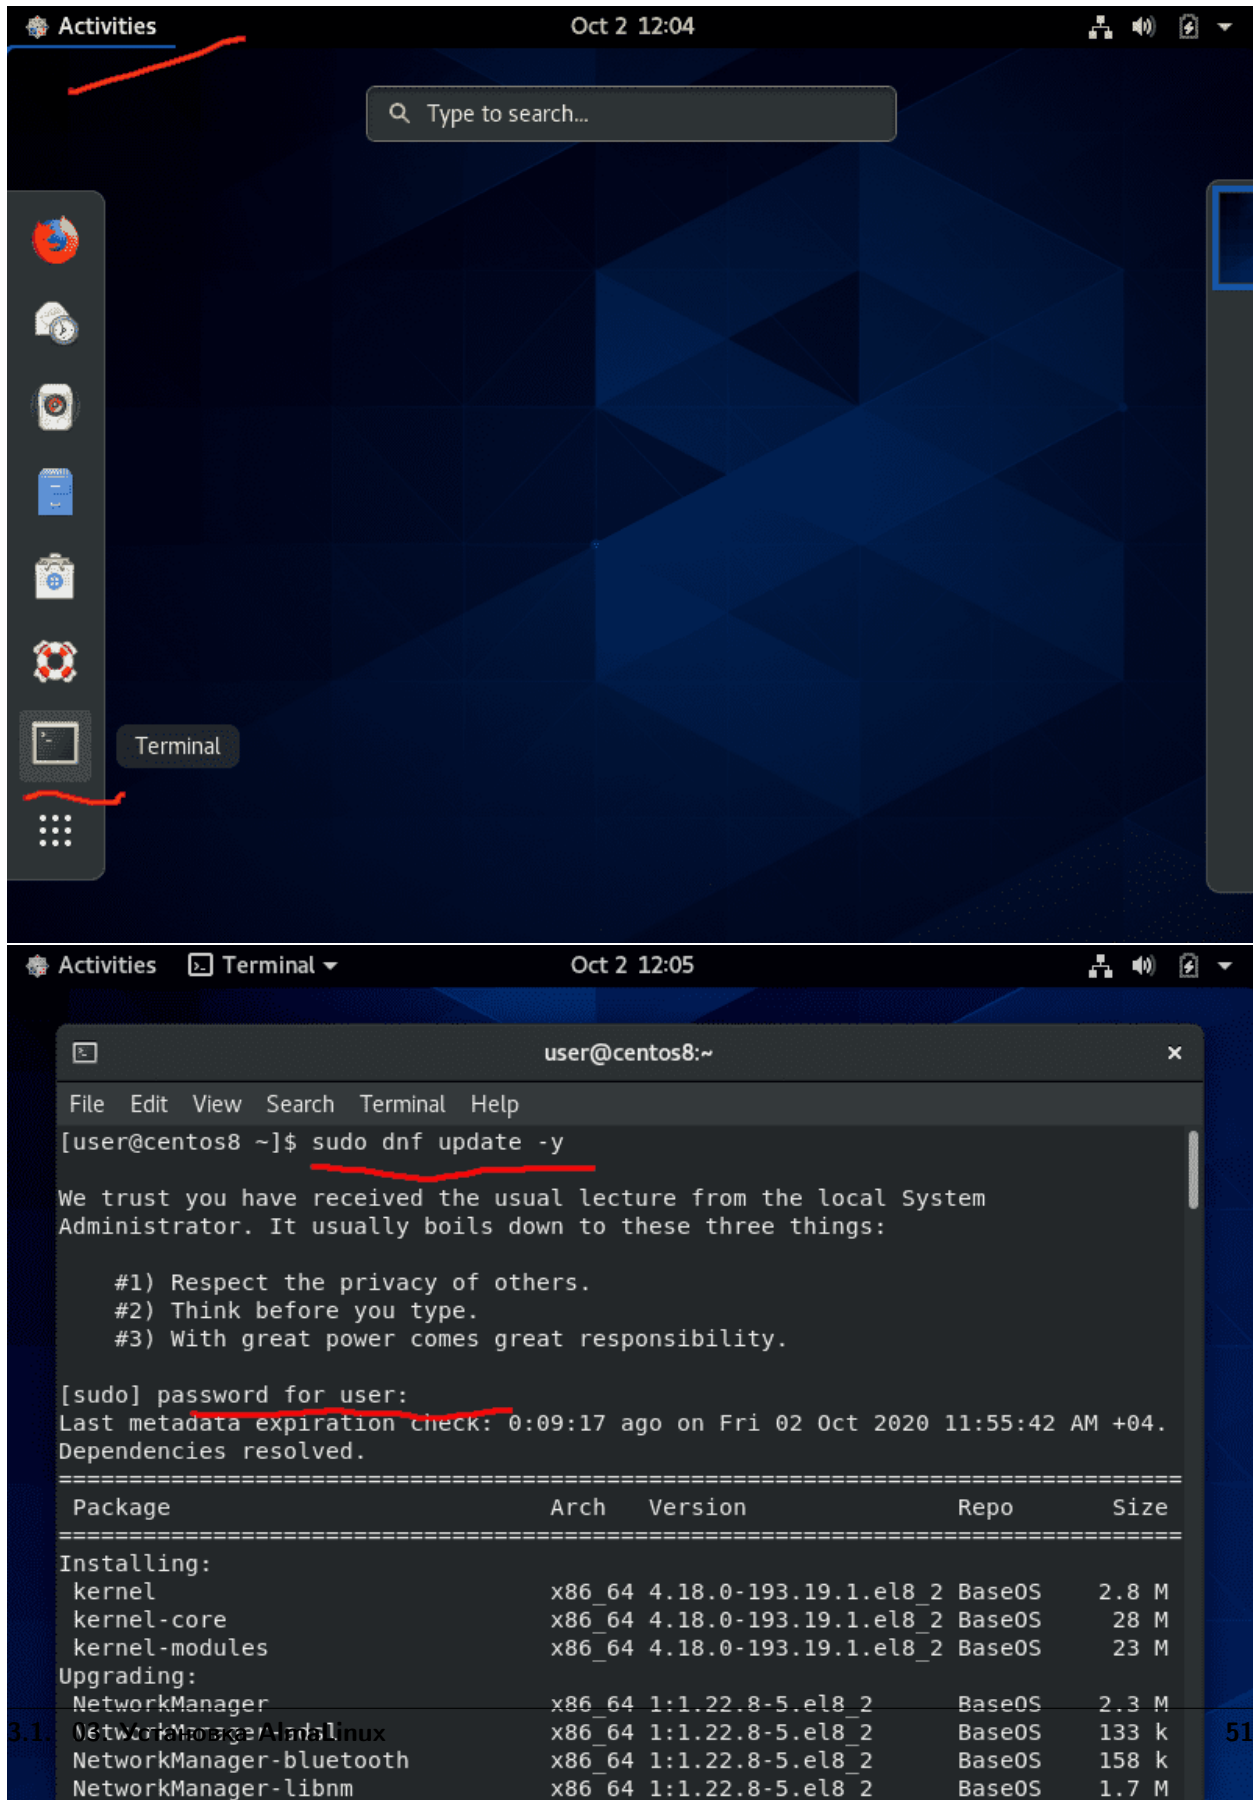 Activities Oct 2 12:04
Type to search...
Terminal
Activities Terminal Oct 2 12:05
user@centos8:~
File Edit View Search Terminal Help
[user@centos8 ~]$ sudo dnf update -y
We trust you have received the usual lecture from the local System
Administrator. It usually boils down to these three things:
#1) Respect the privacy of others.
#2) Think before you type.
#3) With great power comes great responsibility.
[sudo] password for user:
Last metadata expiration check: 0:09:17 ago on Fri 02 Oct 2020 11:55:42 AM +04.
Dependencies resolved.
================================================================================
Package Arch Version Repo Size
================================================================================
Installing:
kernel x86_64 4.18.0-193.19.1.el8_2 BaseOS 2.8 M
kernel-core x86_64 4.18.0-193.19.1.el8_2 BaseOS 28 M
kernel-modules x86_64 4.18.0-193.19.1.el8_2 BaseOS 23 M
Upgrading:
NetworkManager x86_64 1:1.22.8-5.el8_2 BaseOS 2.3 M
x86_64 1:1.22.8-5.el8_2 BaseOS 133 k
3.1. 03. Установка AlmaLinux 51
NetworkManager-bluetooth x86_64 1:1.22.8-5.el8_2 BaseOS 158 k
NetworkManager-libnm x86_64 1:1.22.8-5.el8_2 BaseOS 1.7 M